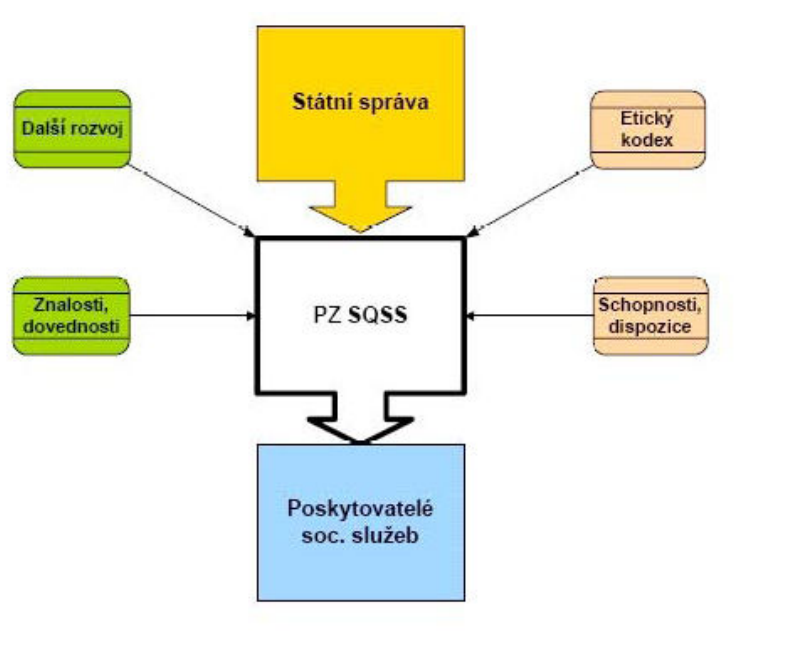 Státní správa
Další rozvoj
Etický
kodex
Znalosti,
dovednosti
PZ SQSS
Schopnosti,
dispozice
Poskytovatelé
soc. služeb